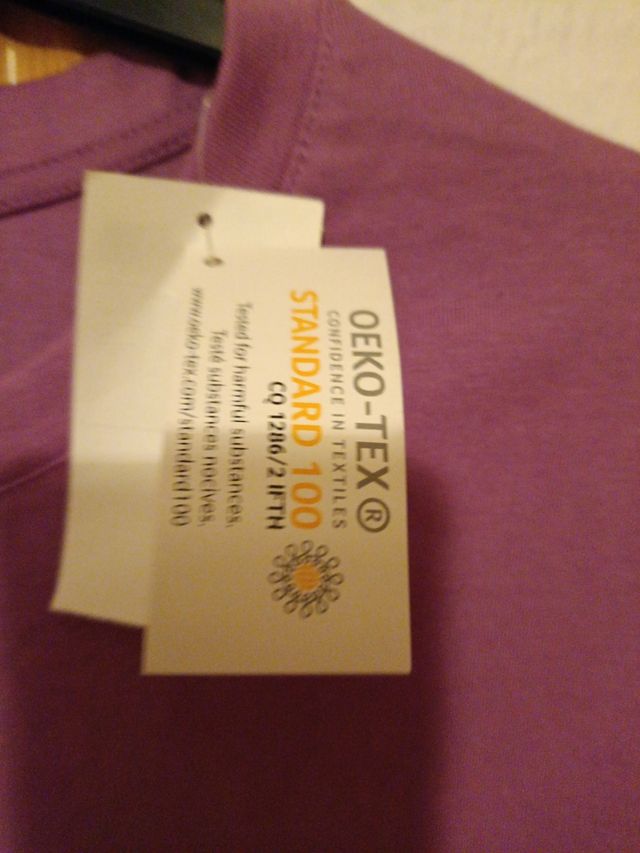 OEKO-TEX®
CONFIDENCE IN TEXTILES
STANDARD 100
CQ 1286/2 IFTH
Tested for harmful substances.
Testé substances nocives.
www.oeko-tex.com/standard100